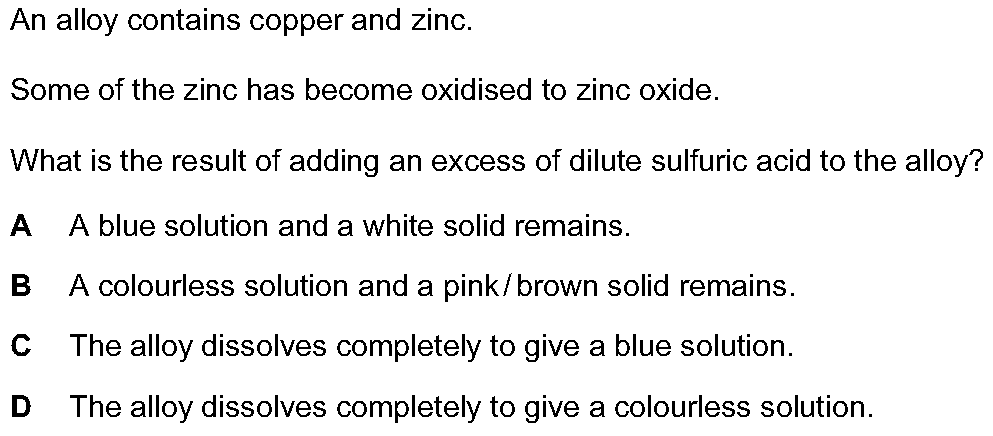 An alloy contains copper and zinc.
Some of the zinc has become oxidised to zinc oxide.
What is the result of adding an excess of dilute sulfuric acid to the alloy?
A A blue solution and a white solid remains.
B A colourless solution and a pink/brown solid remains.
C The alloy dissolves completely to give a blue solution.
D The alloy dissolves completely to give a colourless solution.